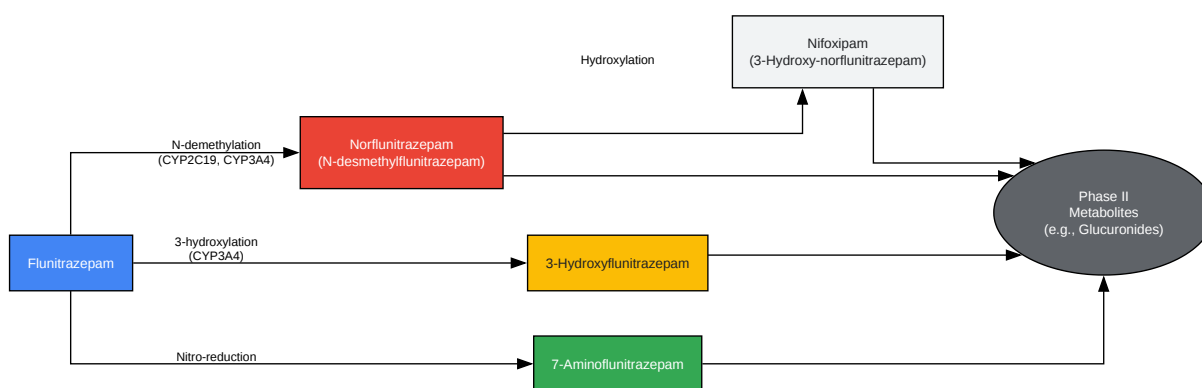 Nifoxipam
(3-Hydroxy-norflunitrazepam)
Hydroxylation
N-demethylation
(CYP2C19, CYP3A4)
Norflunitrazepam
(N-desmethylflunitrazepam)
Phase II
Metabolites
(e.g., Glucuronides)
3-hydroxylation
(CYP3A4)
Flunitrazepam
3-Hydroxyflunitrazepam
Nitro-reduction
7-Aminoflunitrazepam